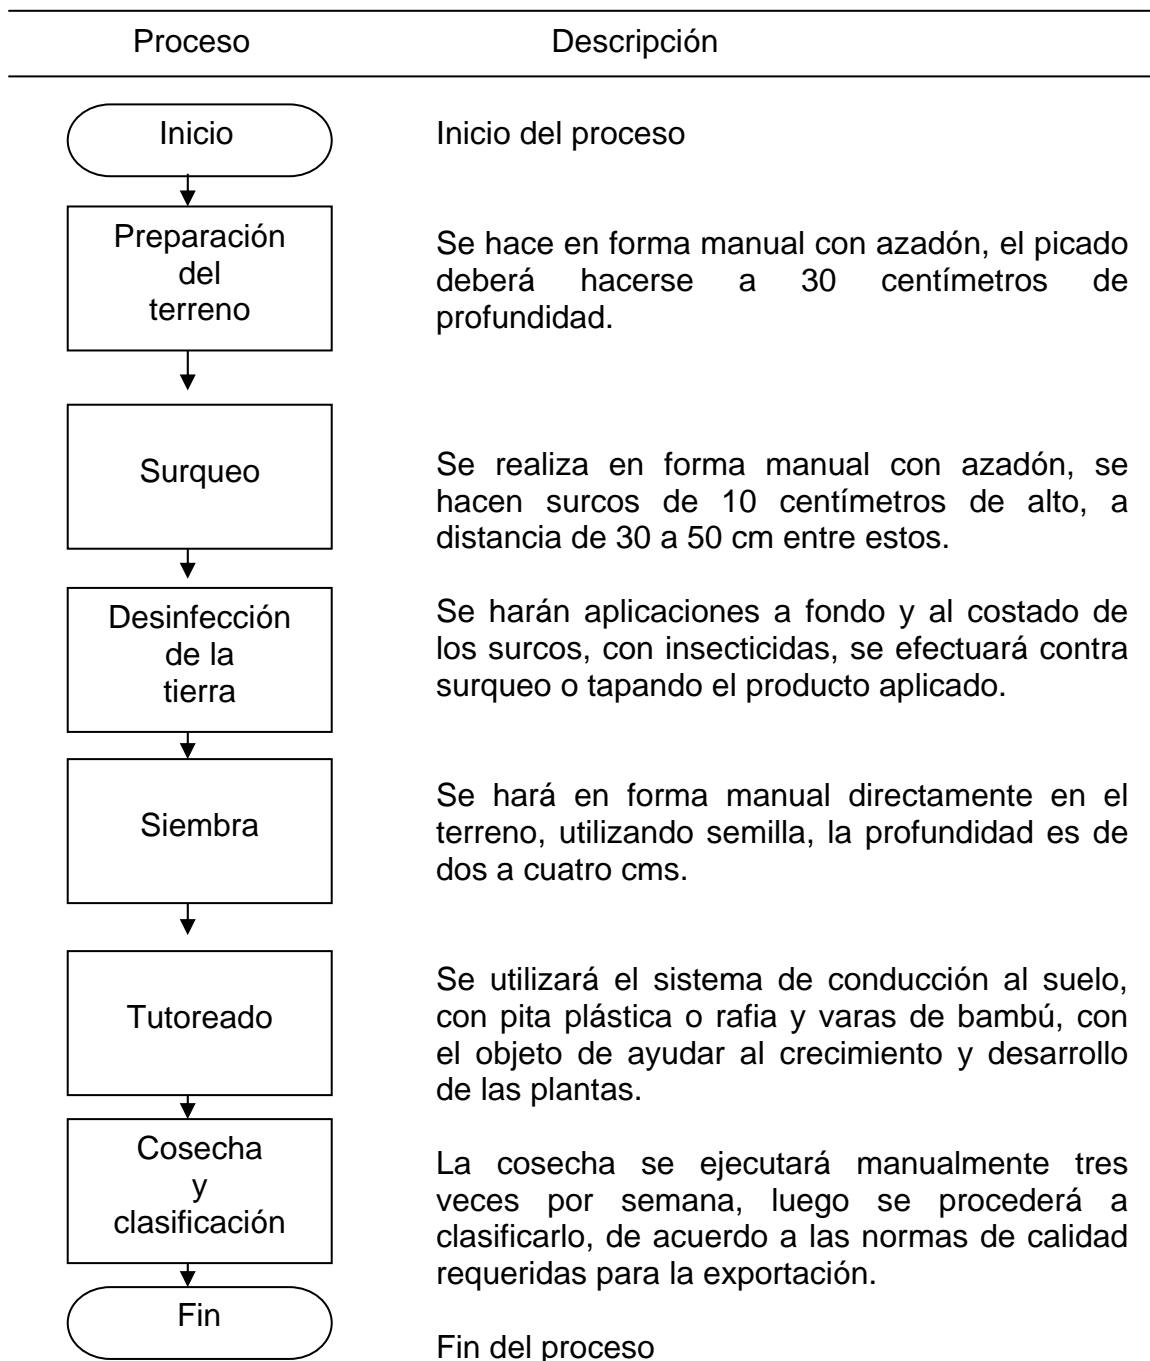 Proceso Descripción
Inicio
Inicio del proceso
Preparación
del
terreno
Se hace en forma manual con azadón, el picado
deberá hacerse a 30 centímetros de
profundidad.
Surqueo
Se realiza en forma manual con azadón, se
hacen surcos de 10 centímetros de alto, a
distancia de 30 a 50 cm entre estos.
Desinfección
de la
tierra
Se harán aplicaciones a fondo y al costado de
los surcos, con insecticidas, se efectuará contra
surqueo o tapando el producto aplicado.
Siembra
Se hará en forma manual directamente en el
terreno, utilizando semilla, la profundidad es de
dos a cuatro cms.
Tutoreado
Se utilizará el sistema de conducción al suelo,
con pita plástica o rafia y varas de bambú, con
el objeto de ayudar al crecimiento y desarrollo
de las plantas.
Cosecha
y
clasificación
La cosecha se ejecutará manualmente tres
veces por semana, luego se procederá a
clasificarlo, de acuerdo a las normas de calidad
requeridas para la exportación.
Fin
Fin del proceso